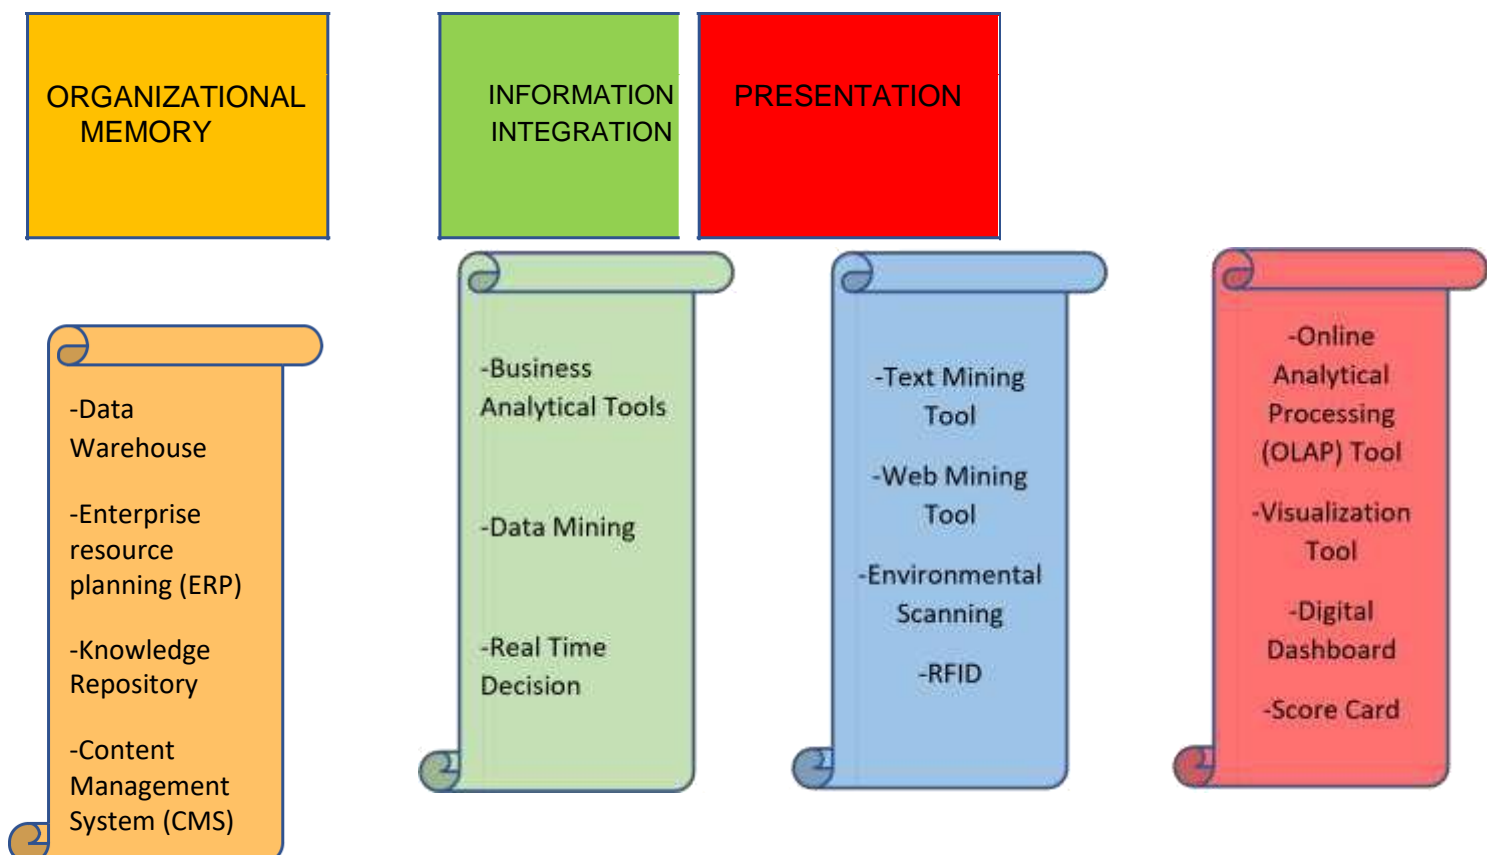 ORGANIZATIONAL
MEMORY
INFORMATION
INTEGRATION
PRESENTATION
-Data
Warehouse
-Enterprise
resource
planning (ERP)
-Knowledge
Repository
-Content
Management
System (CMS)
-Business
Analytical Tools
-Data Mining
-Real Time
Decision
-Text Mining
Tool
-Web Mining
Tool
-Environmental
Scanning
-RFID
-Online
Analytical
Processing
(OLAP) Tool
-Visualization
Tool
-Digital
Dashboard
-Score Card